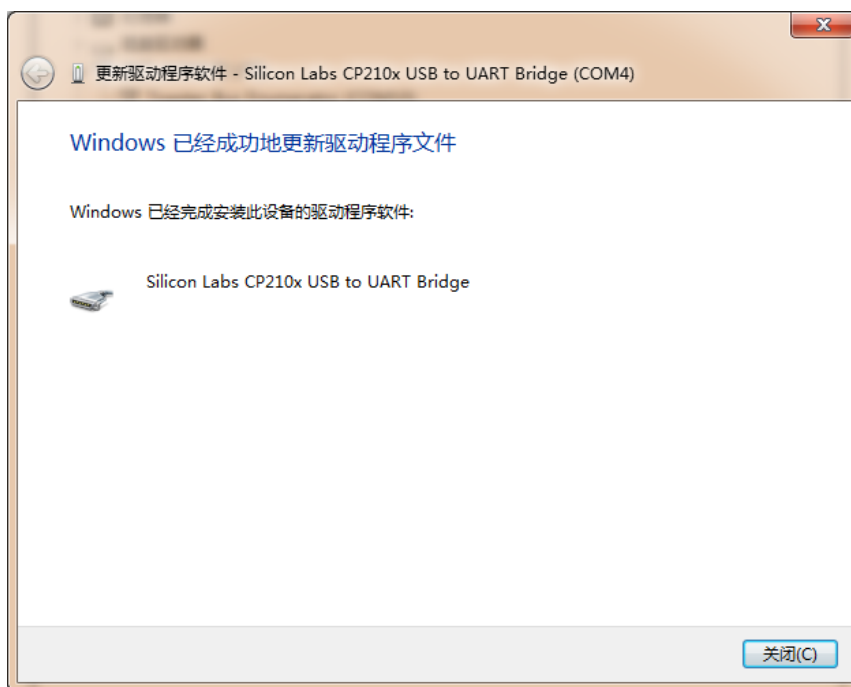 更新驱动程序软件 - Silicon Labs CP210x USB to UART Bridge (COM4)
Windows 已经成功地更新驱动程序文件
Windows 已经完成安装此设备的驱动程序软件:
Silicon Labs CP210x USB to UART Bridge
关闭(C)